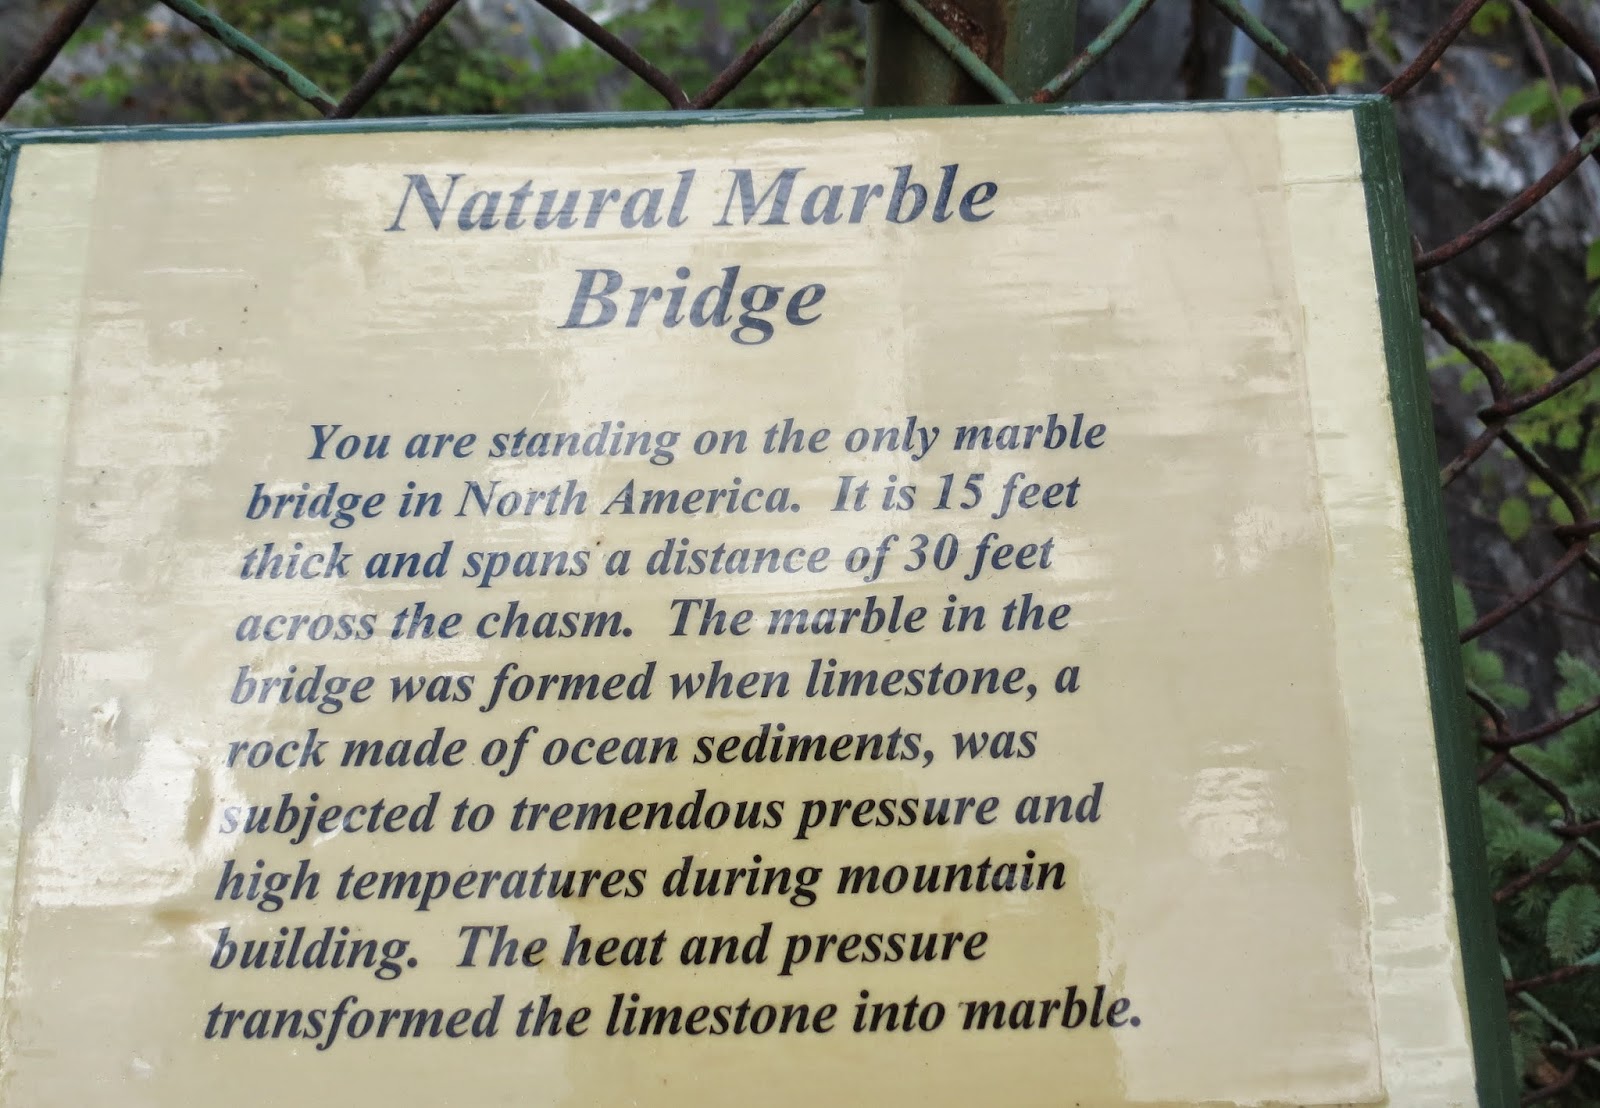 Natural Marble
Bridge
You are standing on the only marble
bridge in North America. It is 15 feet
thick and spans a distance of 30 feet
across the chasm. The marble in the
bridge was formed when limestone, a
rock made of ocean sediments, was
subjected to tremendous pressure and
high temperatures during mountain
building. The heat and pressure
transformed the limestone into marble.